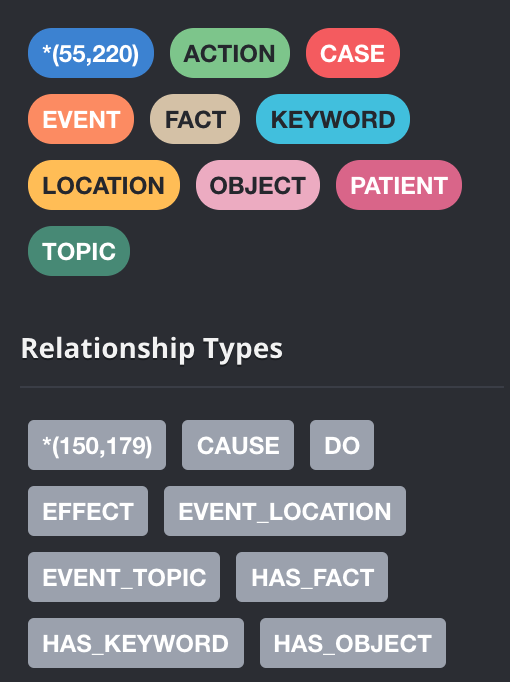 *(55,220) ACTION CASE
EVENT FACT KEYWORD
LOCATION OBJECT PATIENT
TOPIC
Relationship Types
*(150,179) CAUSE DO
EFFECT EVENT_LOCATION
EVENT_TOPIC HAS_FACT
HAS_KEYWORD HAS_OBJECT